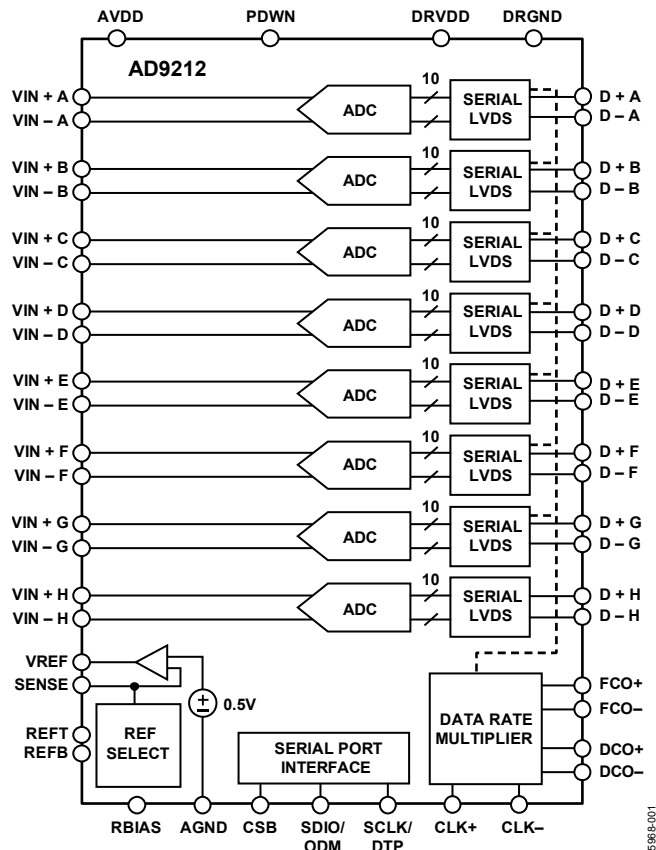 AVDD PDWN DRVDD DRGND
AD9212
VIN + A
VIN – A
ADC
10
SERIAL
LVDS
D + A
D – A
VIN + B
VIN – B
ADC
10
SERIAL
LVDS
D + B
D – B
VIN + C
VIN – C
ADC
10
SERIAL
LVDS
D + C
D – C
VIN + D
VIN – D
ADC
10
SERIAL
LVDS
D + D
D – D
VIN + E
VIN – E
ADC
10
SERIAL
LVDS
D + E
D – E
VIN + F
VIN – F
ADC
10
SERIAL
LVDS
D + F
D – F
VIN + G
VIN – G
ADC
10
SERIAL
LVDS
D + G
D – G
VIN + H
VIN – H
ADC
10
SERIAL
LVDS
D + H
D – H
VREF
SENSE
REFT
REFB
REF
SELECT
+
–
0.5V
SERIAL PORT
INTERFACE
DATA RATE
MULTIPLIER
FCO+
FCO–
DCO+
DCO–
RBIAS AGND CSB SDIO/
ODM
SCLK/
DTP
CLK+ CLK–
5968-001